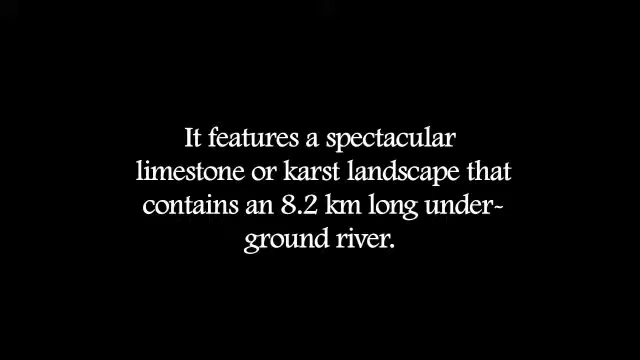 It features a spectacular
limestone or karst landscape that
contains an 8.2 km long under-
ground river.